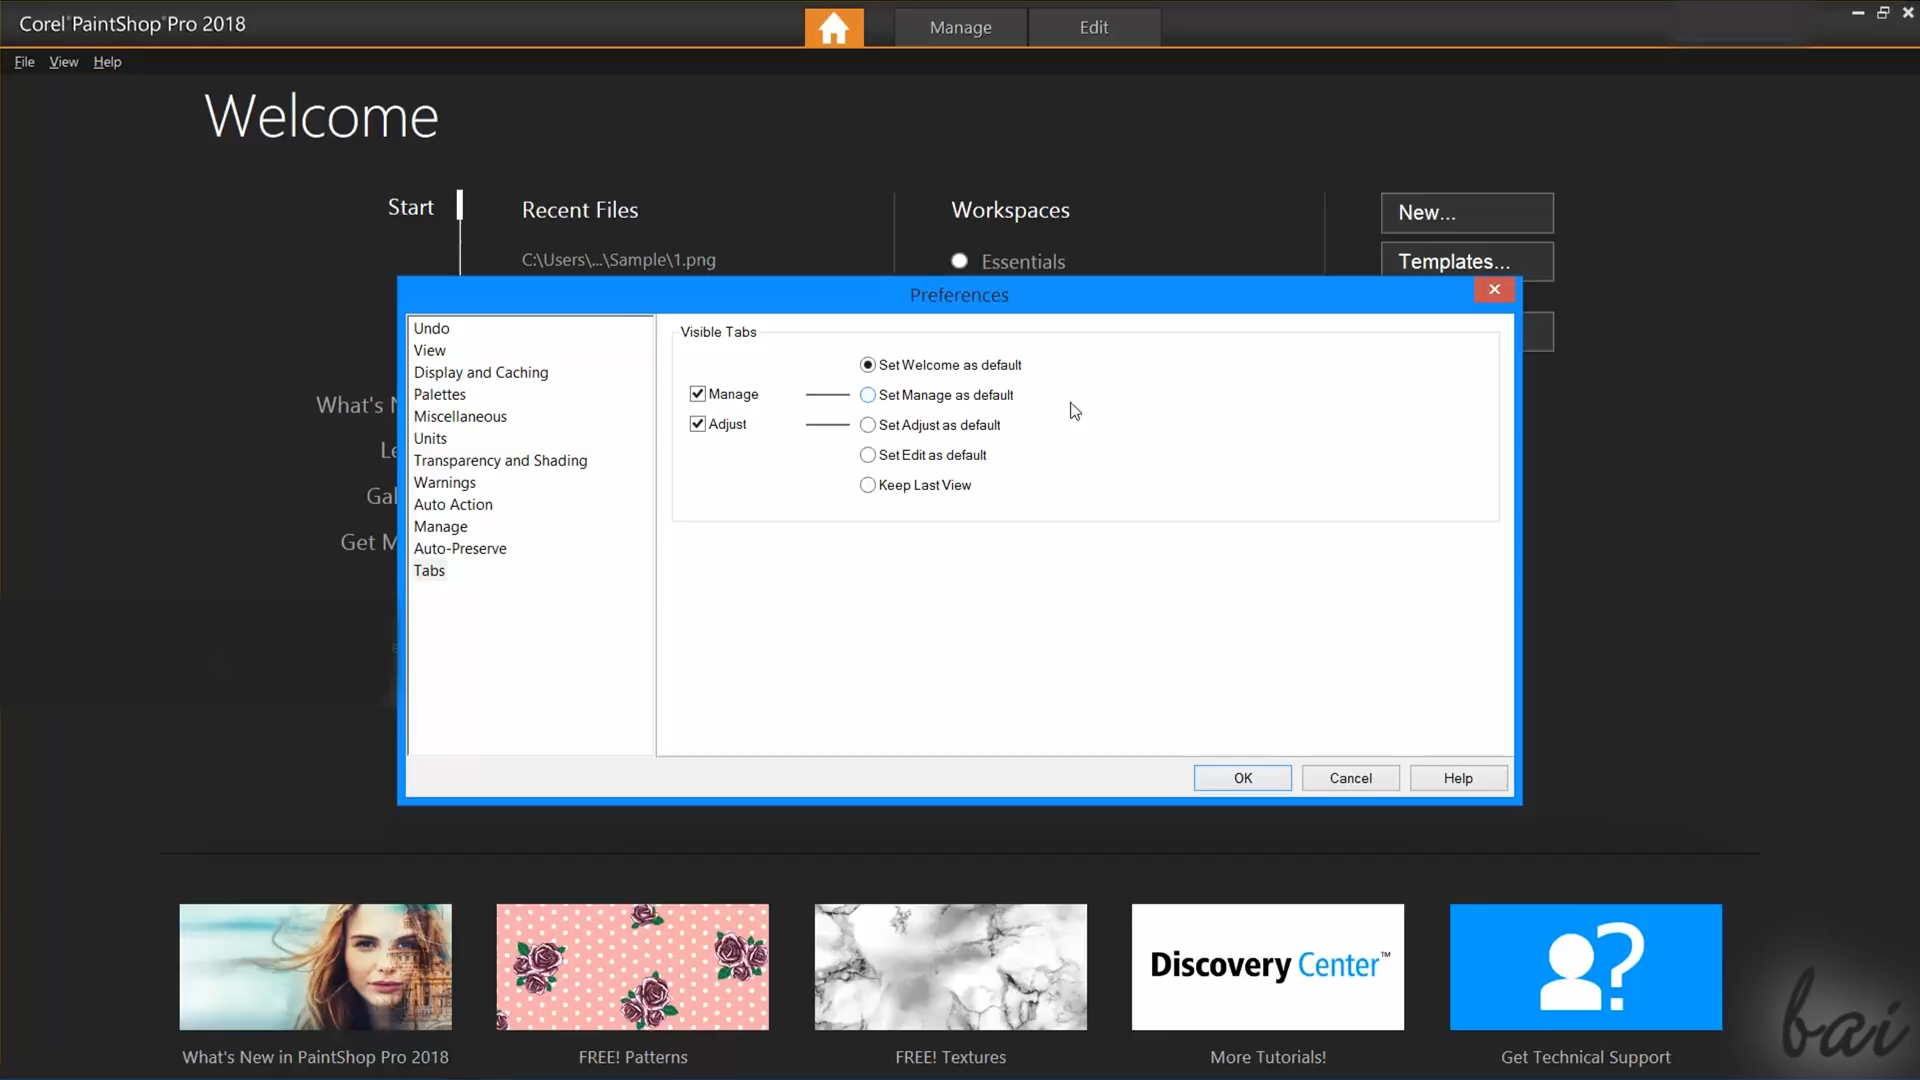 Corel PaintShop Pro 2018
Manage
Edit
File View Help
Welcome
Start
Recent Files
Workspaces
New...
C:\Users\...\Sample\1.png
Essentials
Templates...
Preferences
Undo
View
Display and Caching
Palettes
Miscellaneous
Units
Transparency and Shading
Warnings
Auto Action
Manage
Auto-Preserve
Tabs
Visible Tabs
Set Welcome as default
Manage
Set Manage as default
Adjust
Set Adjust as default
Set Edit as default
Keep Last View
What's N
Le
Gal
Get M
OK
Cancel
Help
Discovery Center™
?
What's New in PaintShop Pro 2018
FREE! Patterns
FREE! Textures
More Tutorials!
Get Technical Support
bai